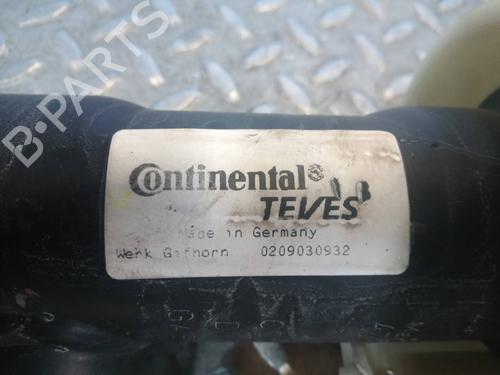 B-PARTS
Continental®
TEVES
Made in Germany
Werk Gifhorn 0209030932